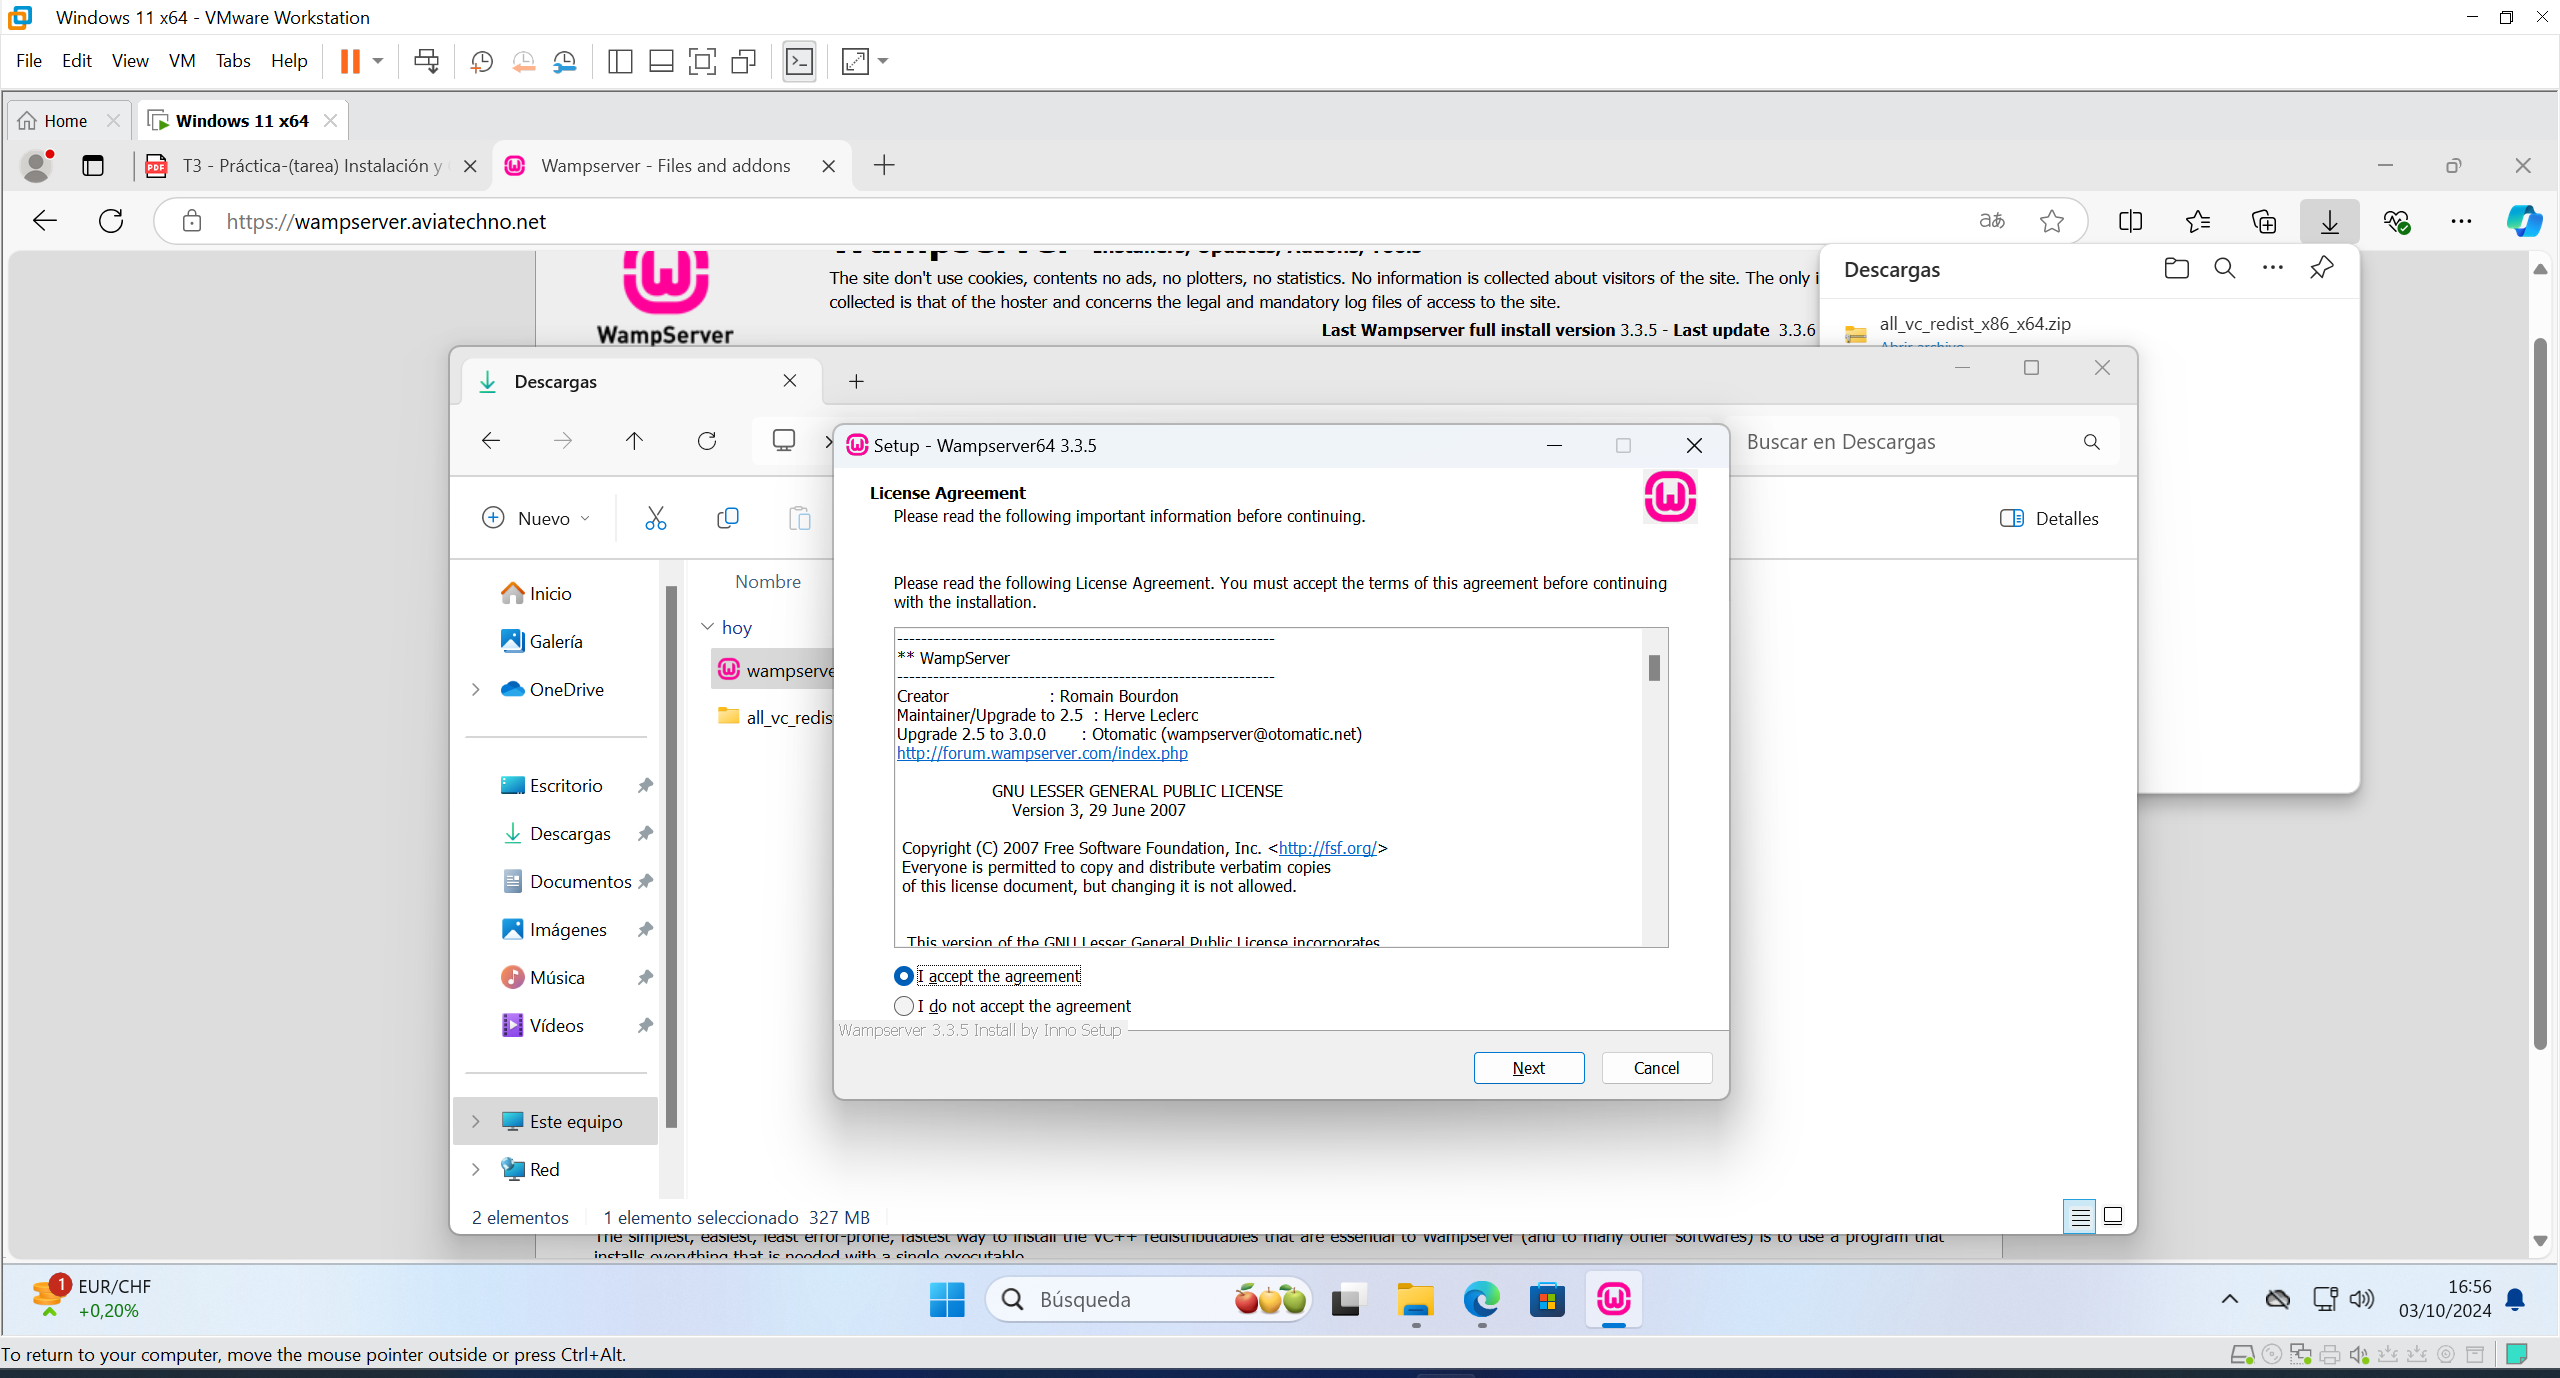 Windows 11 x64 - VMware Workstation
File Edit View VM Tabs Help
Home Windows 11 x64
T3 - Práctica-(tarea) Instalación y Wampserver - Files and addons
https://wampserver.aviatechno.net
The site don't use cookies, contents no ads, no plotters, no statistics. No information is collected about visitors of the site. The only
collected is that of the hoster and concerns the legal and mandatory log files of access to the site.
WampServer
Last Wampserver full install version 3.3.5 - Last update 3.3.6
Descargas
all_vc_redist_x86_x64.zip
Abrir archivo
Descargas
Buscar en Descargas
Nuevo
Detalles
Inicio
Galería
OneDrive
Escritorio
Descargas
Documentos
Imágenes
Música
Vídeos
Este equipo
Red
Nombre
hoy
wampserve
all_vc_redis
2 elementos 1 elemento seleccionado 327 MB
Setup - Wampserver64 3.3.5
License Agreement
Please read the following important information before continuing.
Please read the following License Agreement. You must accept the terms of this agreement before continuing
with the installation.
----------------------------------------------------------------
** WampServer
----------------------------------------------------------------
Creator : Romain Bourdon
Maintainer/Upgrade to 2.5 : Herve Leclerc
Upgrade 2.5 to 3.0.0 : Otomatic (wampserver@otomatic.net)
http://forum.wampserver.com/index.php
GNU LESSER GENERAL PUBLIC LICENSE
Version 3, 29 June 2007
Copyright (C) 2007 Free Software Foundation, Inc. <http://fsf.org/>
Everyone is permitted to copy and distribute verbatim copies
of this license document, but changing it is not allowed.
This version of the GNU Lesser General Public License incorporates
I accept the agreement
I do not accept the agreement
Wampserver 3.3.5 Install by Inno Setup
Next Cancel
The simplest, easiest, least error-prone, fastest way to install the VC++ redistributables that are essential to Wampserver (and to many other softwares) is to use a program that
installs everything that is needed with a single executable
1 EUR/CHF
+0,20%
Búsqueda
16:56
03/10/2024
To return to your computer, move the mouse pointer outside or press Ctrl+Alt.